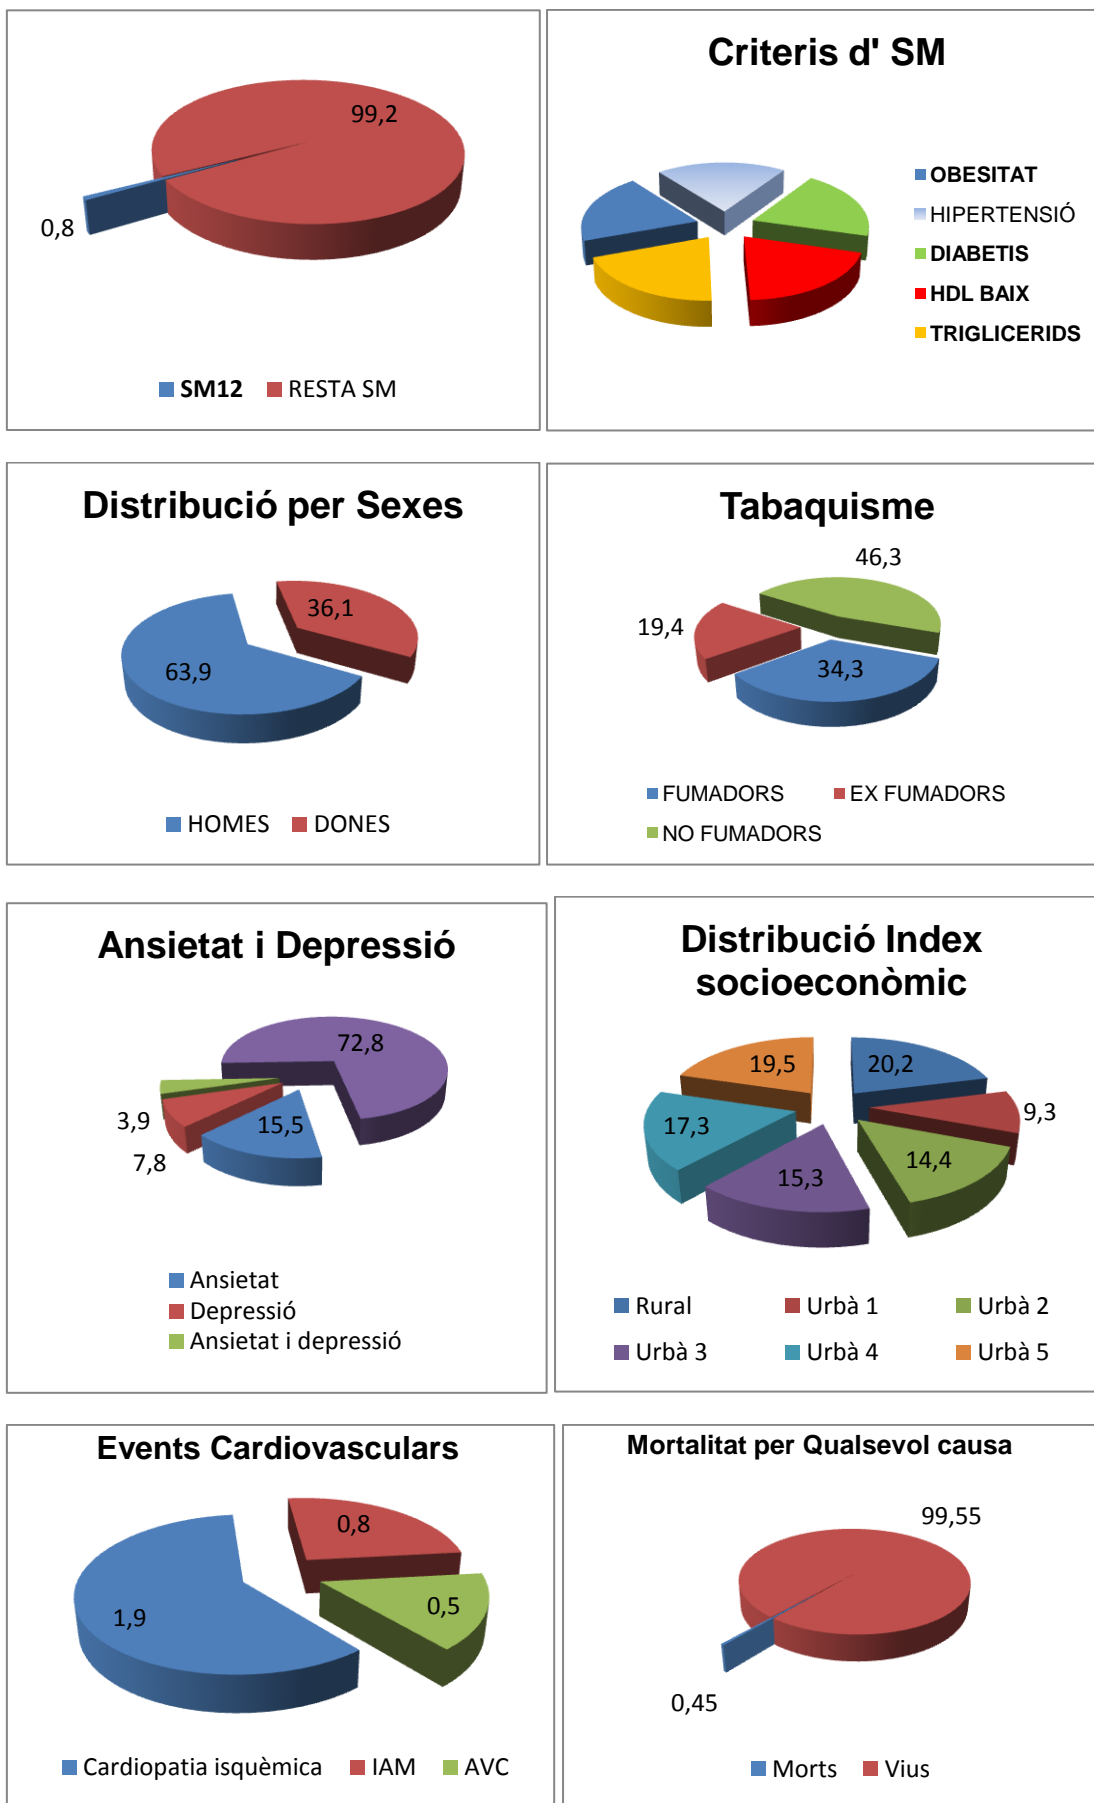 99,2
0,8
SM12 RESTA SM
Criteris d' SM
OBESITAT
HIPERTENSIÓ
DIABETIS
HDL BAIX
TRIGLICERIDS
Distribució per Sexes
36,1
63,9
HOMES DONES
Tabaquisme
46,3
19,4
34,3
FUMADORS EX FUMADORS
NO FUMADORS
Ansietat i Depressió
72,8
3,9
15,5
7,8
Ansietat
Depressió
Ansietat i depressió
Distribució Index
socioeconòmic
19,5 20,2
9,3
17,3
14,4
15,3
Rural Urbà 1 Urbà 2
Urbà 3 Urbà 4 Urbà 5
Events Cardiovasculars
0,8
1,9
0,5
Cardiopatia isquèmica IAM AVC
Mortalitat per Qualsevol causa
99,55
0,45
Morts Vius